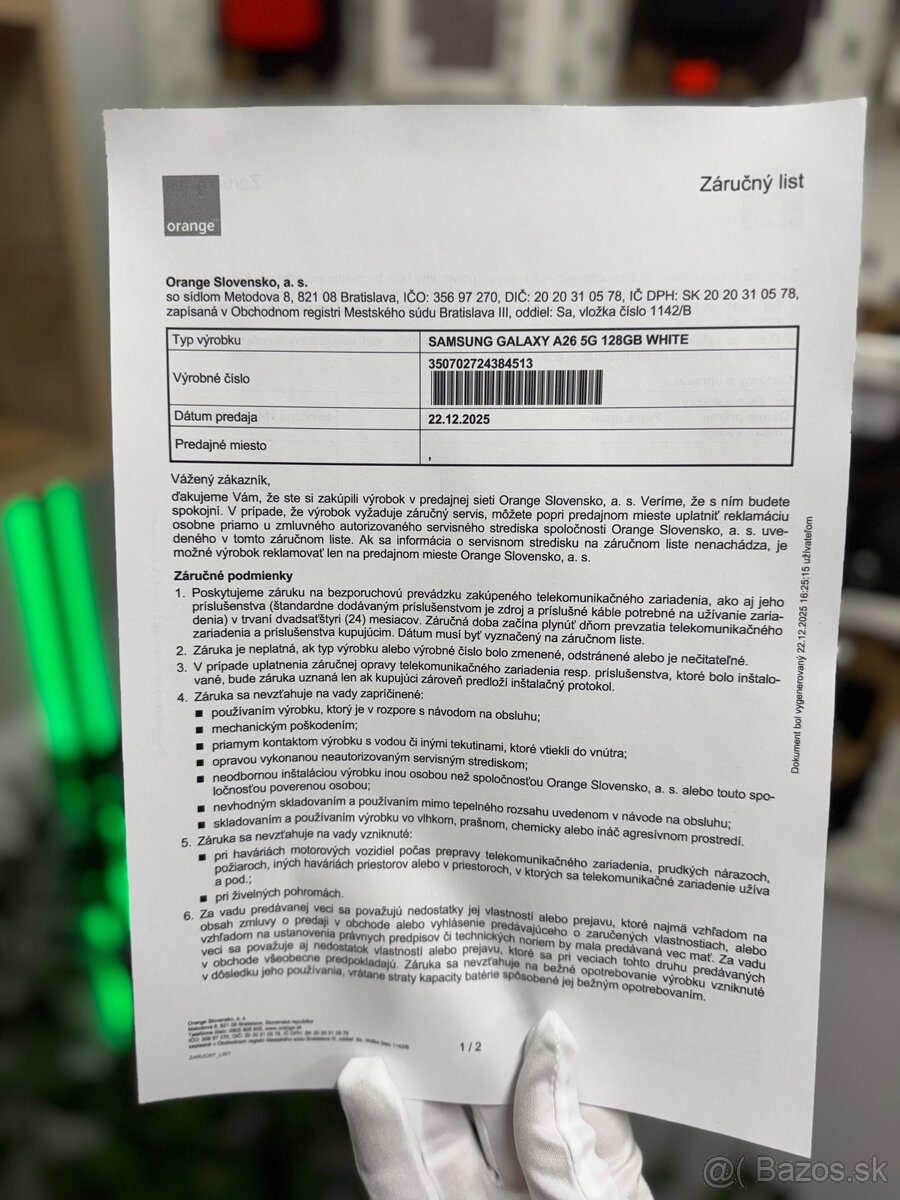 orange™
Záručný list
Orange Slovensko, a. s.
so sídlom Metodova 8, 821 08 Bratislava, IČO: 356 97 270, DIČ: 20 20 31 05 78, IČ DPH: SK 20 20 31 05 78,
zapísaná v Obchodnom registri Mestského súdu Bratislava III, oddiel: Sa, vložka číslo 1142/B
Typ výrobku SAMSUNG GALAXY A26 5G 128GB WHITE
Výrobné číslo 350702724384513
Dátum predaja 22.12.2025
Predajné miesto ,
Vážený zákazník,
ďakujeme Vám, že ste si zakúpili výrobok v predajnej sieti Orange Slovensko, a. s. Veríme, že s ním budete
spokojní. V prípade, že výrobok vyžaduje záručný servis, môžete popri predajnom mieste uplatniť reklamáciu
osobne priamo u zmluvného autorizovaného servisného strediska spoločnosti Orange Slovensko, a. s. uve-
deného v tomto záručnom liste. Ak sa informácia o servisnom stredisku na záručnom liste nenachádza, je
možné výrobok reklamovať len na predajnom mieste Orange Slovensko, a. s.
Záručné podmienky
1. Poskytujeme záruku na bezporuchovú prevádzku zakúpeného telekomunikačného zariadenia, ako aj jeho
príslušenstva (štandardne dodávaným príslušenstvom je zdroj a príslušné káble potrebné na užívanie zaria-
denia) v trvaní dvadsaťštyri (24) mesiacov. Záručná doba začína plynúť dňom prevzatia telekomunikačného
zariadenia a príslušenstva kupujúcim. Dátum musí byť vyznačený na záručnom liste.
2. Záruka je neplatná, ak typ výrobku alebo výrobné číslo bolo zmenené, odstránené alebo je nečitateľné.
3. V prípade uplatnenia záručnej opravy telekomunikačného zariadenia resp. príslušenstva, ktoré bolo inštalo-
vané, bude záruka uznaná len ak kupujúci zároveň predloží inštalačný protokol.
4. Záruka sa nevzťahuje na vady zapríčinené:
■ používaním výrobku, ktorý je v rozpore s návodom na obsluhu;
■ mechanickým poškodením;
■ priamym kontaktom výrobku s vodou či inými tekutinami, ktoré vtiekli do vnútra;
■ opravou vykonanou neautorizovaným servisným strediskom;
■ neodbornou inštaláciou výrobku inou osobou než spoločnosťou Orange Slovensko, a. s. alebo touto spo-
ločnosťou poverenou osobou;
■ nevhodným skladovaním a používaním mimo tepelného rozsahu uvedenom v návode na obsluhu;
■ skladovaním a používaním výrobku vo vlhkom, prašnom, chemicky alebo ináč agresívnom prostredí.
5. Záruka sa nevzťahuje na vady vzniknuté:
■ pri haváriách motorových vozidiel počas prepravy telekomunikačného zariadenia, prudkých nárazoch,
požiaroch, iných haváriách priestorov alebo v priestoroch, v ktorých sa telekomunikačné zariadenie užíva
a pod.;
■ pri živelných pohromách.
6. Za vadu predávanej veci sa považujú nedostatky jej vlastností alebo prejavu, ktoré najmä vzhľadom na
obsah zmluvy o predaji v obchode alebo vyhlásenie predávajúceho o zaručených vlastnostiach, alebo
vzhľadom na ustanovenia právnych predpisov či technických noriem by mala predávaná vec mať. Za vadu
veci sa považuje aj nedostatok vlastností alebo prejavu, ktoré sa pri veciach tohto druhu predávaných
v obchode všeobecne predpokladajú. Záruka sa nevzťahuje na bežné opotrebovanie výrobku vzniknuté
v dôsledku jeho používania, vrátane straty kapacity batérie spôsobené jej bežným opotrebovaním.
Dokument bol vygenerovaný 22.12.2025 16:25:15 užívateľom
Orange Slovensko, a. s.
Metodova 8, 821 08 Bratislava, Slovenská republika
zapísaná v Obchodnom registri Mestského súdu Bratislava III, oddiel: Sa, vložka číslo 1142/B
ZARUCNY_LIST
1 / 2
@( Bazos.sk